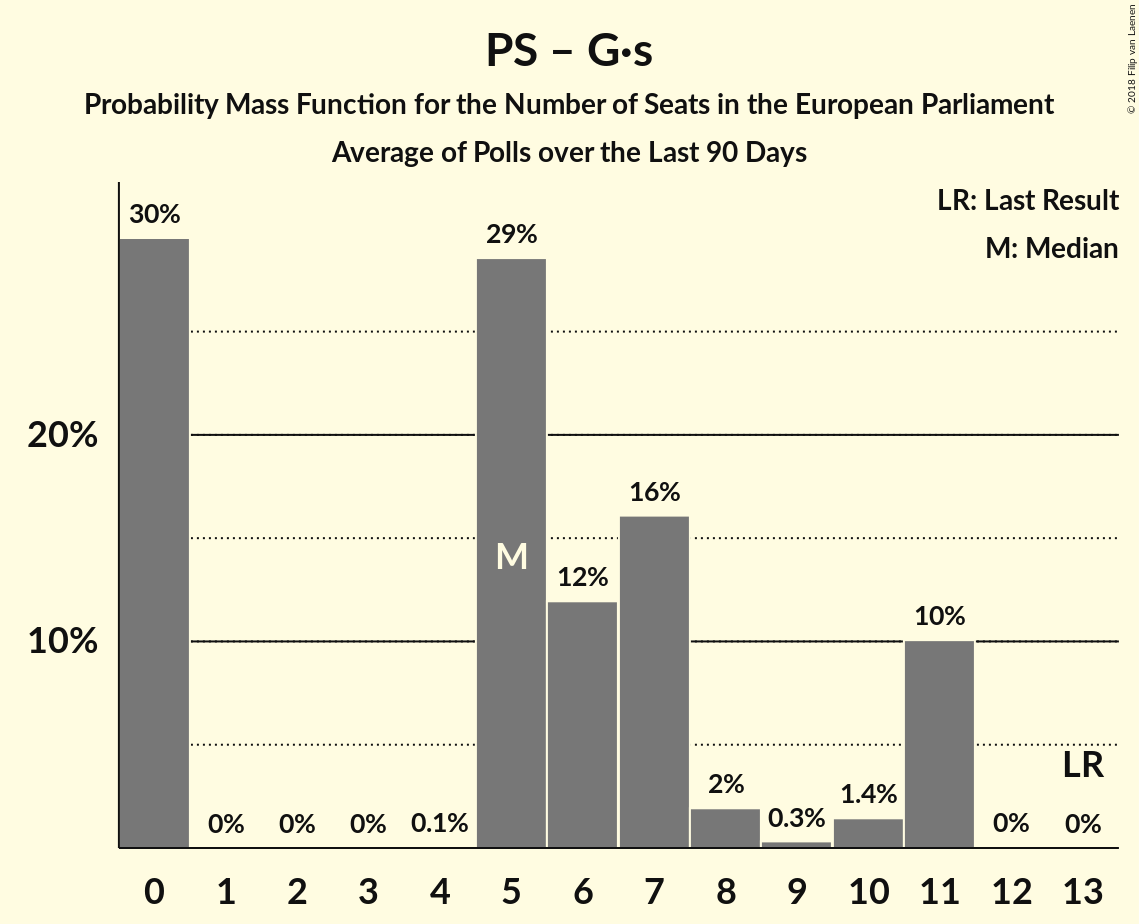 PS – G·s
Probability Mass Function for the Number of Seats in the European Parliament
Average of Polls over the Last 90 Days
© 2018 Filip van Laenen
LR: Last Result
M: Median
30%
29%
20%
16%
M
12%
10%
10%
LR
2%
1.4%
0.3%
0% 0% 0% 0.1% 0% 0%
0 1 2 3 4 5 6 7 8 9 10 11 12 13